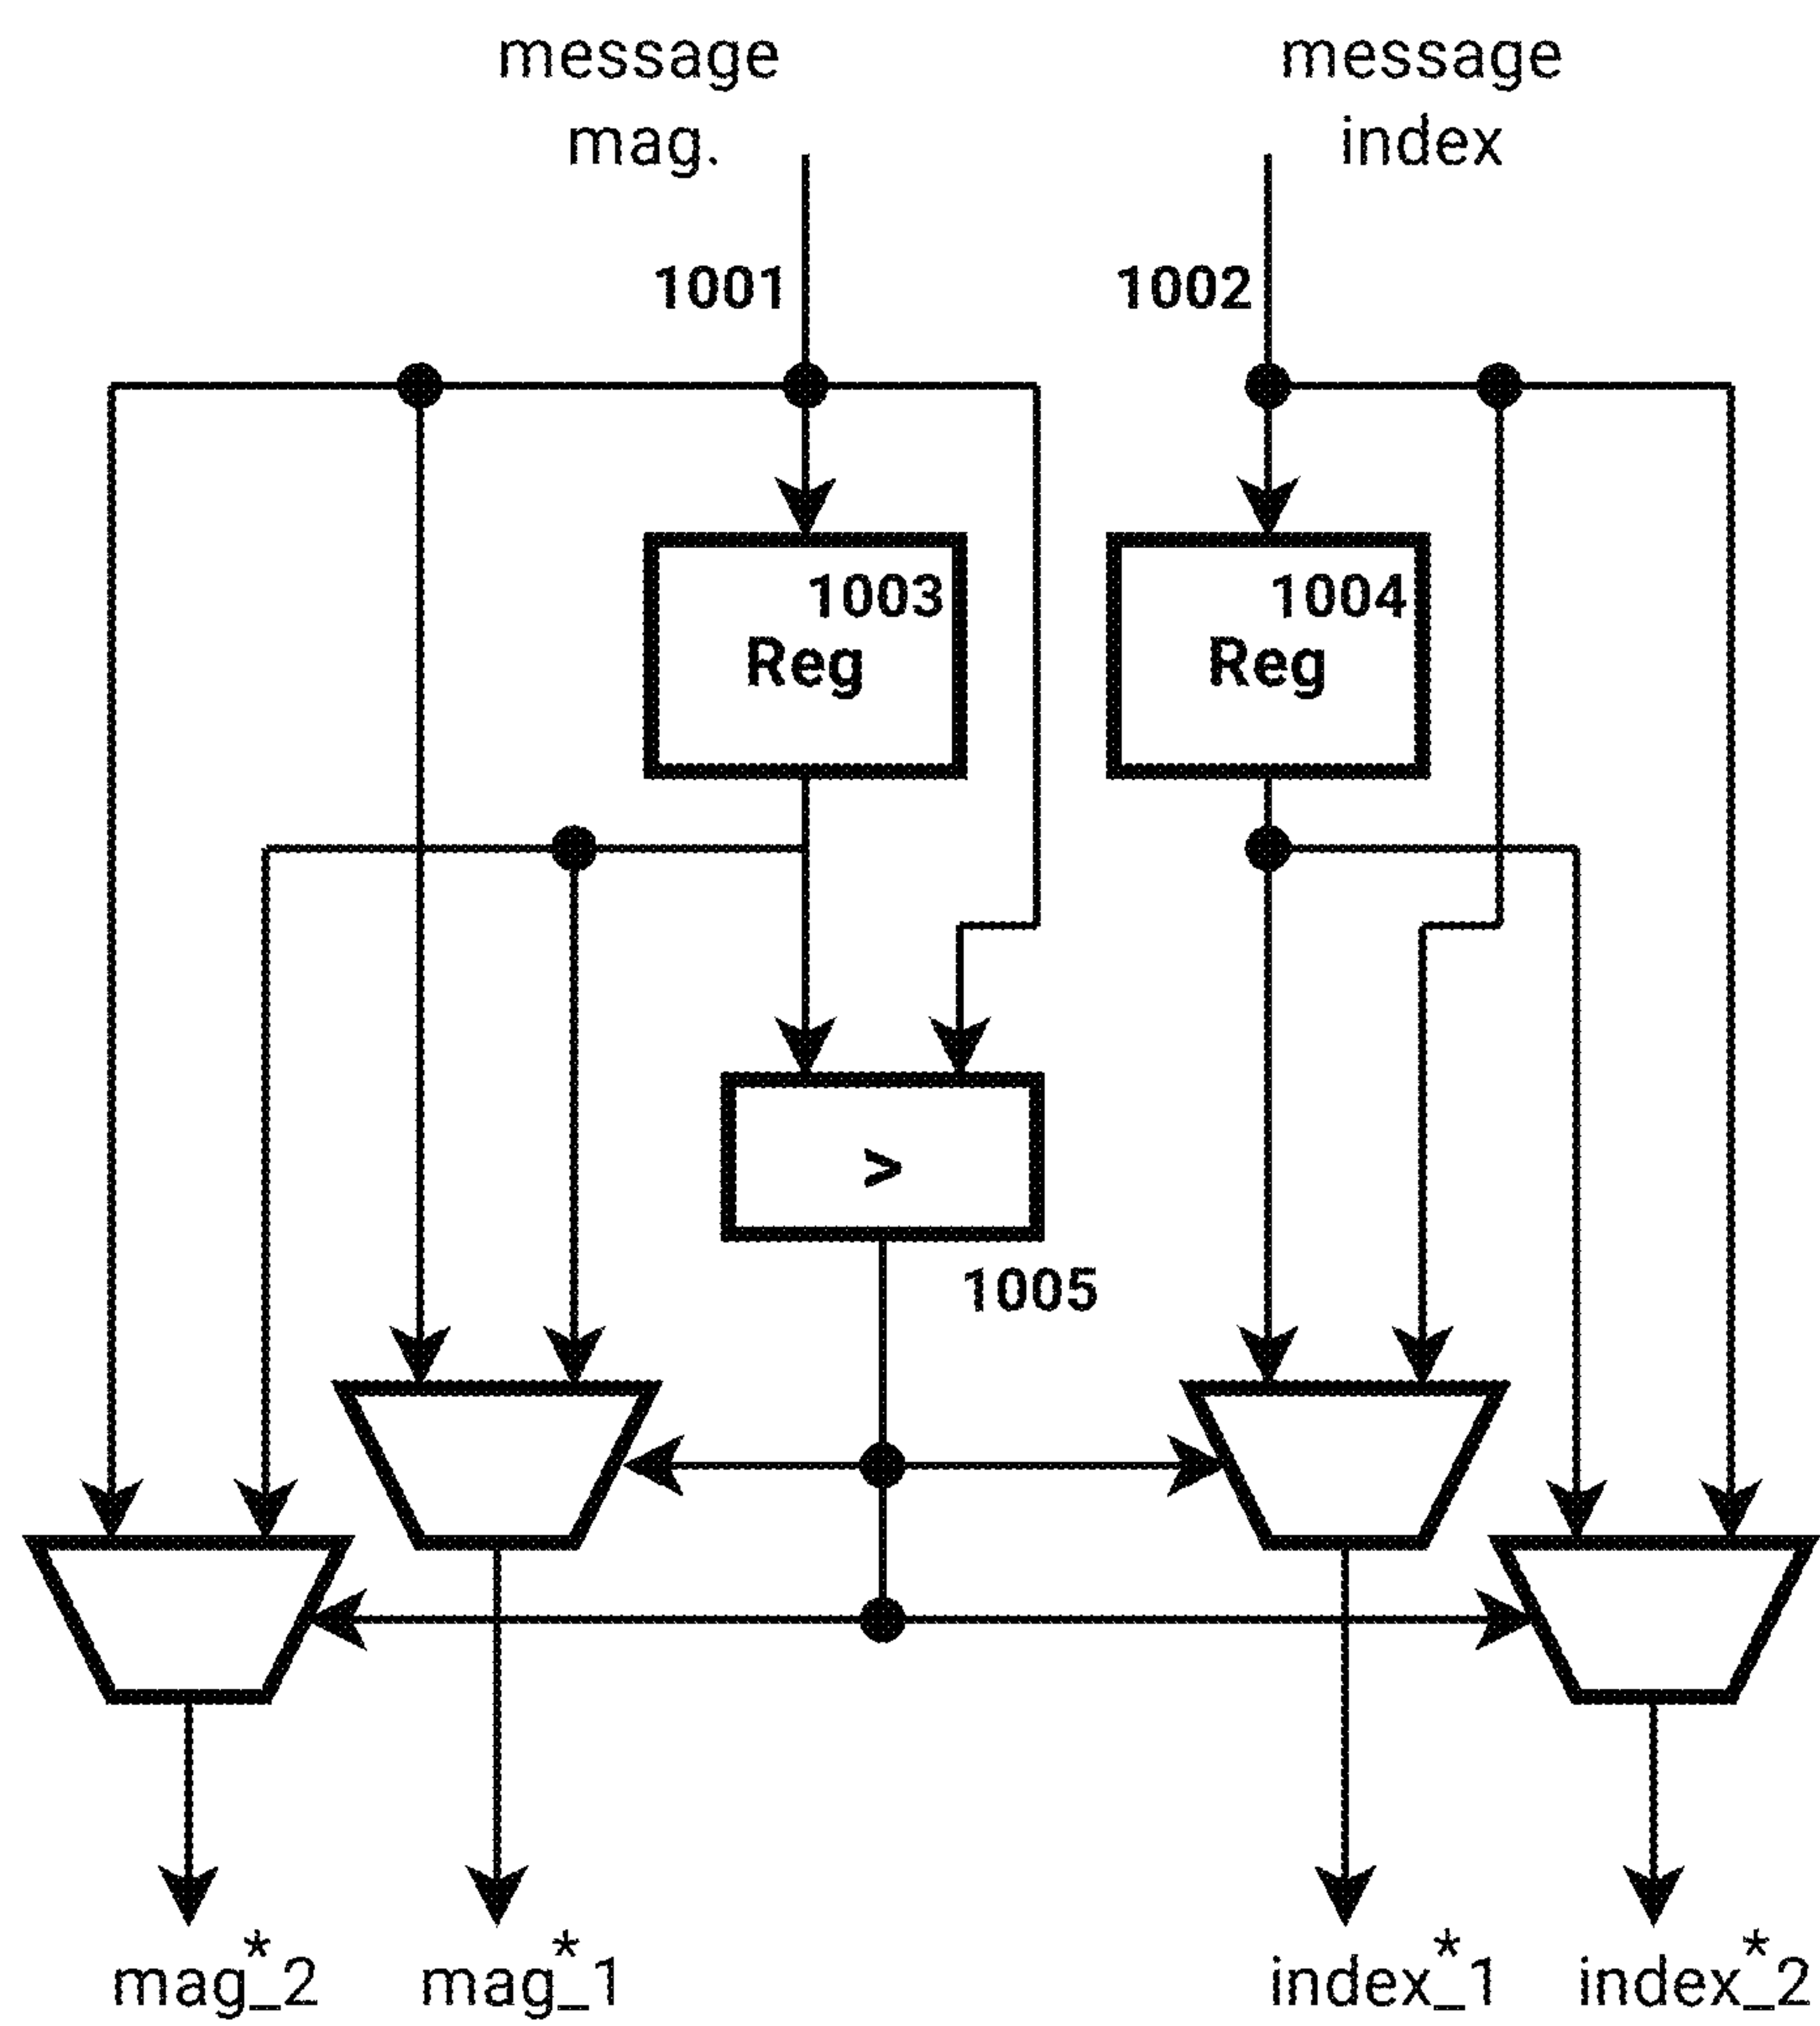 message
mag.
message
index
1001
1002
1003
Reg
1004
Reg
>
1005
mag*_2
mag*_1
index*_1
index*_2